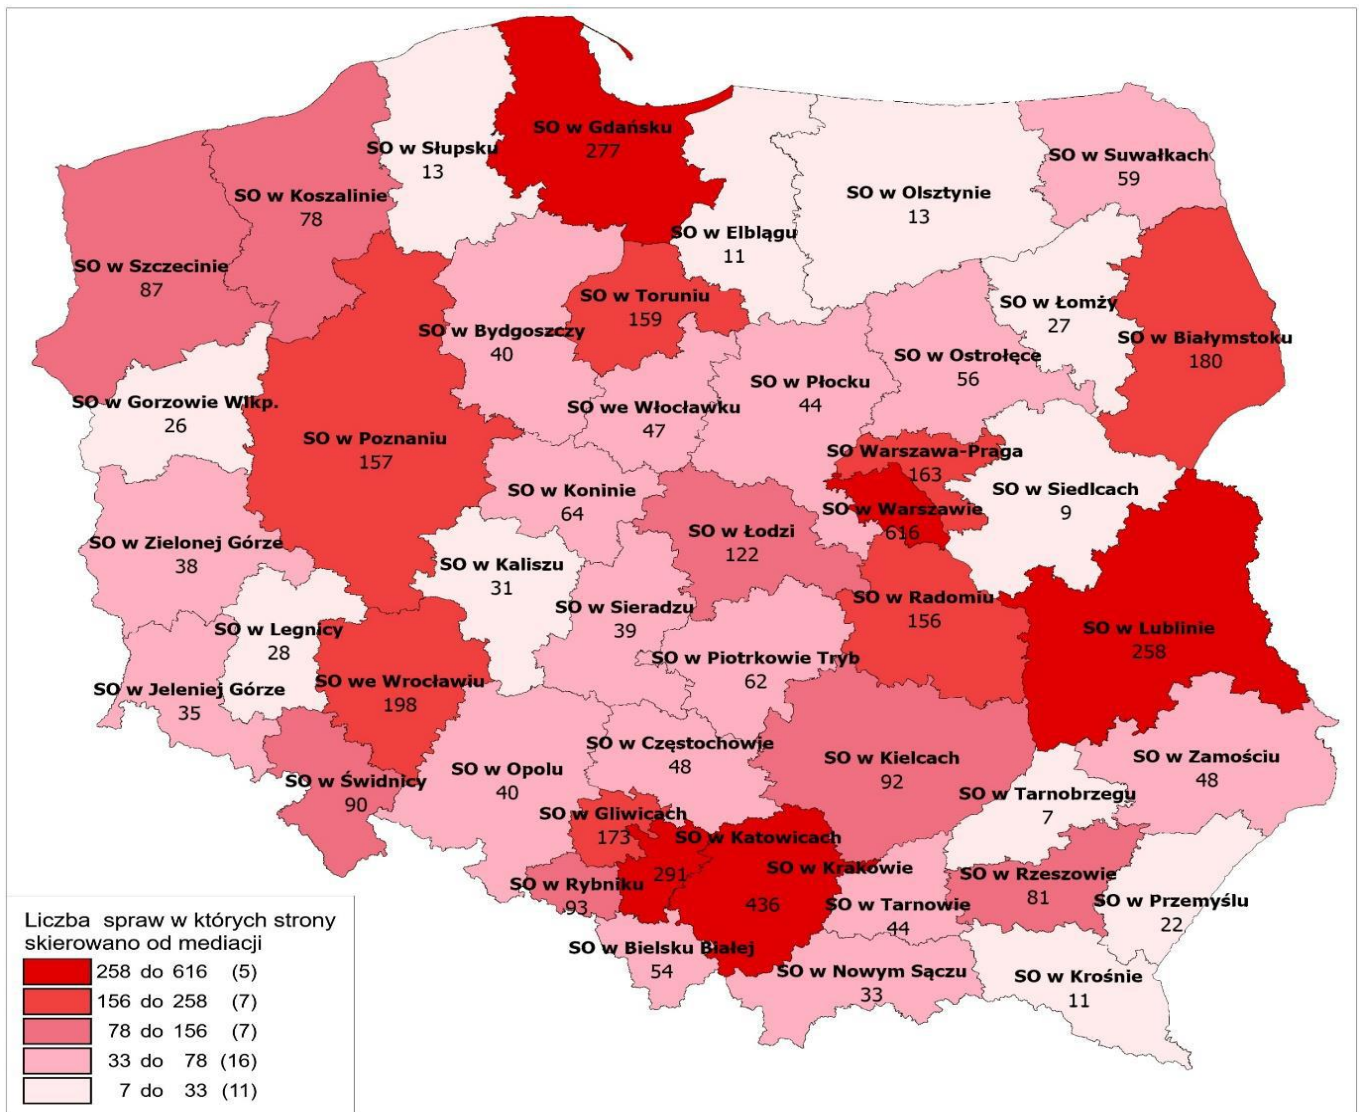 SO w Gdańsku
277
SO w Słupsku
13
SO w Suwałkach
59
SO w Koszalinie
78
SO w Olsztynie
13
SO w Elblągu
11
SO w Szczecinie
87
SO w Toruniu
159
SO w Łomży
27
SO w Bydgoszczy
40
SO w Białymstoku
180
SO w Ostrołęce
56
SO w Płocku
44
SO w Gorzowie Wlkp.
26
SO we Włocławku
47
SO w Poznaniu
157
SO Warszawa-Praga
163
SO w Koninie
64
SO w Siedlcach
9
SO w Warszawie
616
SO w Łodzi
122
SO w Zielonej Górze
38
SO w Kaliszu
31
SO w Radomiu
156
SO w Sieradzu
39
SO w Legnicy
28
SO w Lublinie
258
SO w Piotrkowie Tryb
62
SO we Wrocławiu
198
SO w Jeleniej Górze
35
SO w Częstochowie
48
SO w Kielcach
92
SO w Zamościu
48
SO w Opolu
40
SO w Świdnicy
90
SO w Tarnobrzegu
7
SO w Gliwicach
173
SO w Katowicach
291
SO w Krakowie
436
SO w Rzeszowie
81
SO w Rybniku
93
SO w Przemyślu
22
SO w Tarnowie
44
SO w Bielsku Białej
54
SO w Nowym Sączu
33
SO w Krośnie
11
Liczba spraw w których strony
skierowano od mediacji
258 do 616 (5)
156 do 258 (7)
78 do 156 (7)
33 do 78 (16)
7 do 33 (11)